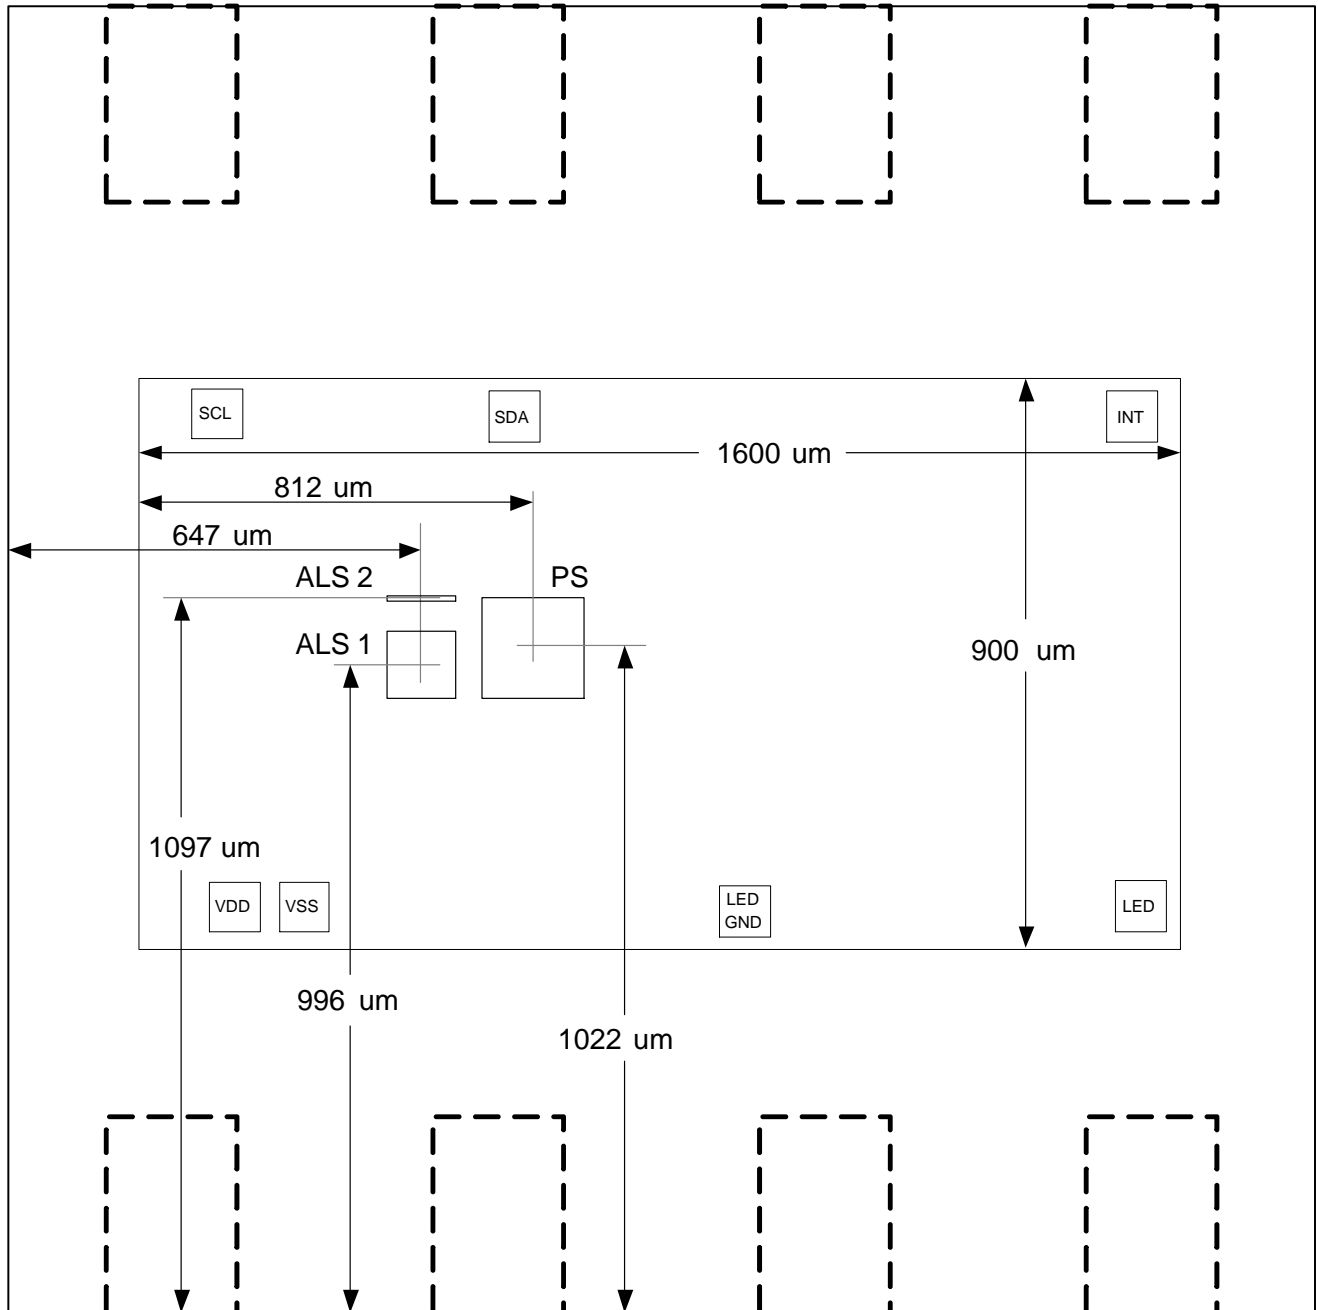 SCL
SDA
INT
1600 um
812 um
647 um
ALS 2
PS
ALS 1
900 um
1097 um
VDD
VSS
LED
GND
LED
996 um
1022 um